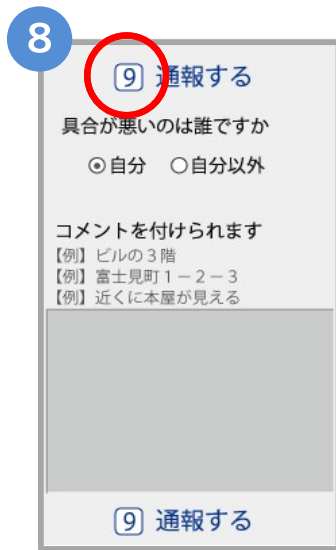 8
9 通報する
具合が悪いのは誰ですか
◉自分 ○自分以外
コメントを付けられます
【例】ビルの3階
【例】富士見町1-2-3
【例】近くに本屋が見える
9 通報する